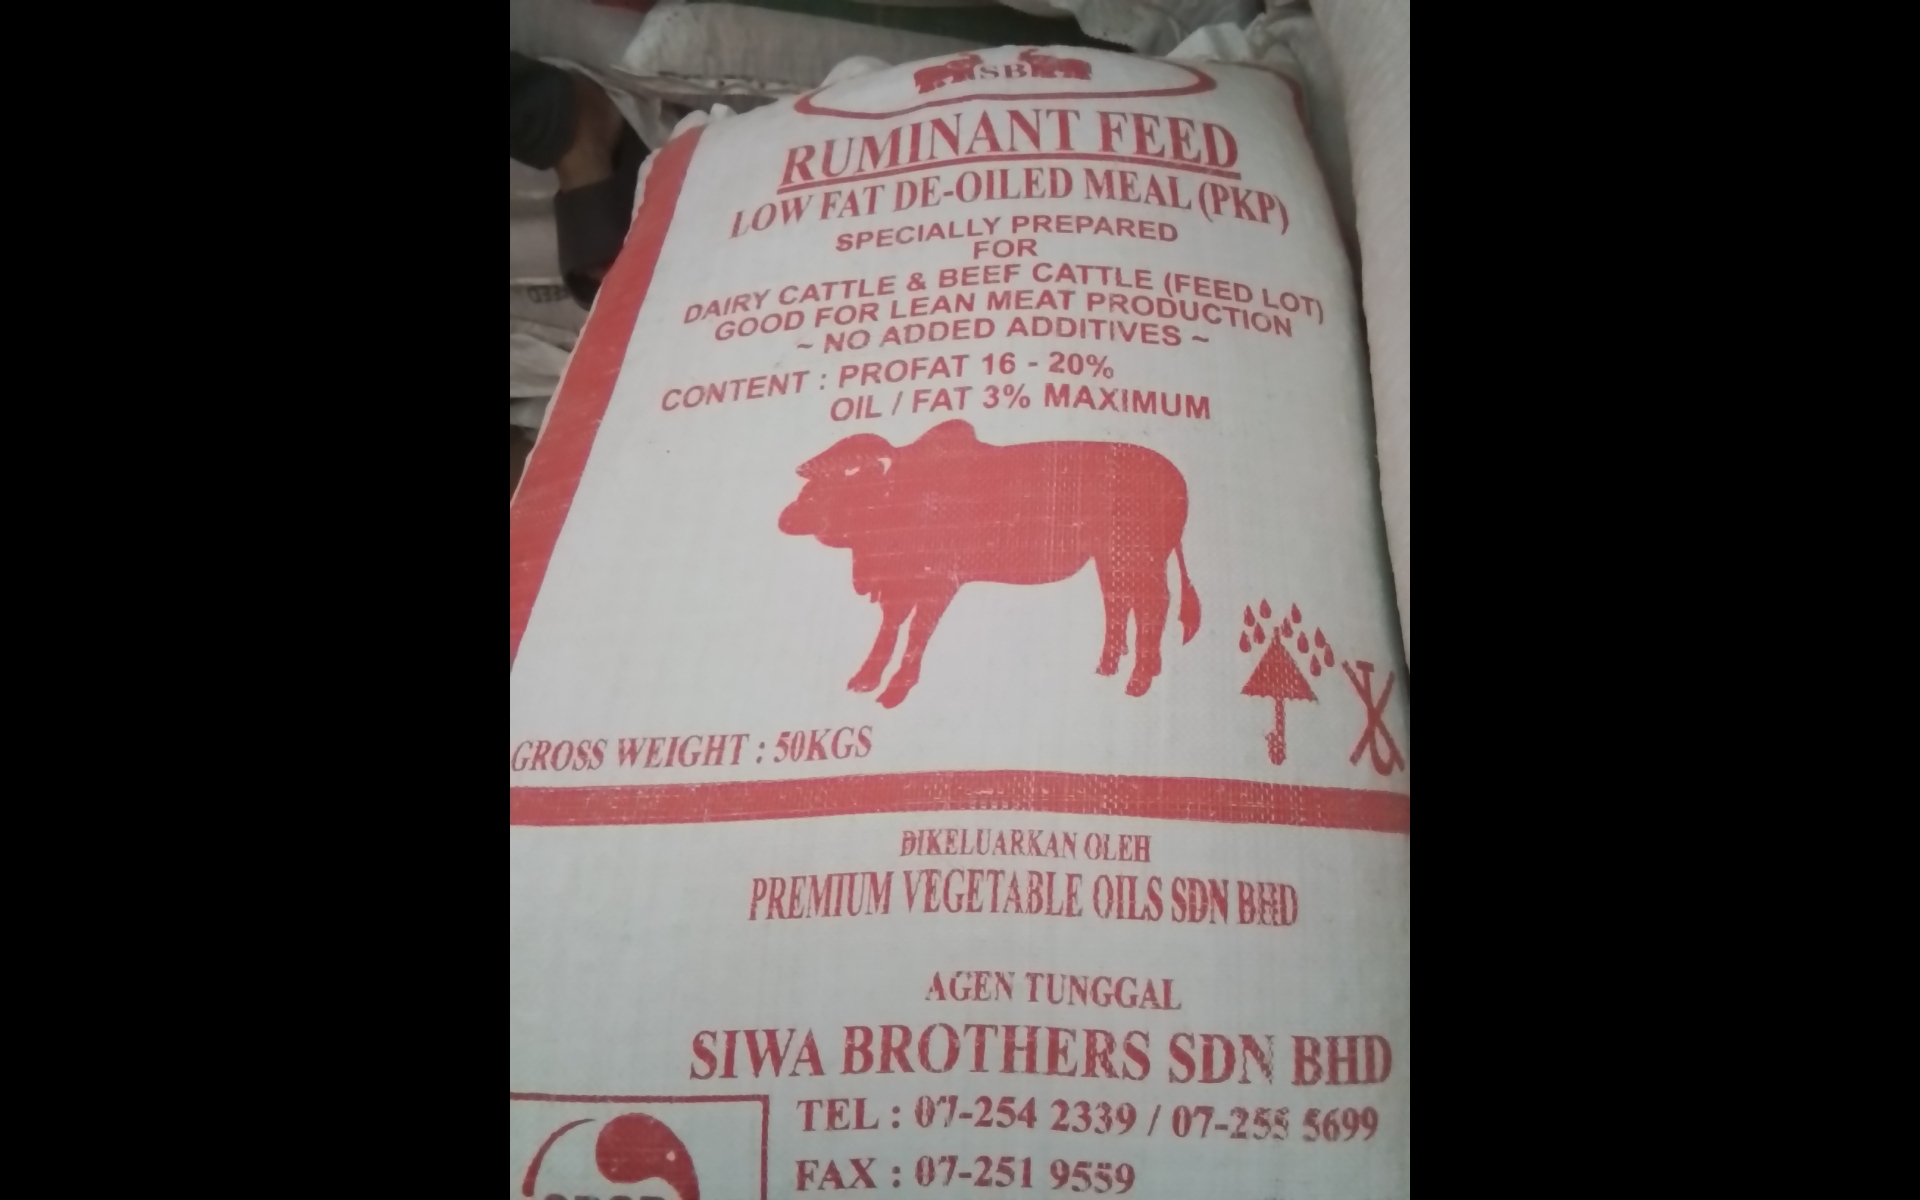 SB
RUMINANT FEED
LOW FAT DE-OILED MEAL (PKP)
SPECIALLY PREPARED
FOR
DAIRY CATTLE & BEEF CATTLE (FEED LOT)
GOOD FOR LEAN MEAT PRODUCTION
~ NO ADDED ADDITIVES ~
CONTENT : PROFAT 16 - 20%
OIL / FAT 3% MAXIMUM
GROSS WEIGHT : 50KGS
DIKELUARKAN OLEH
PREMIUM VEGETABLE OILS SDN BHD
AGEN TUNGGAL
SIWA BROTHERS SDN BHD
TEL : 07-254 2339 / 07-255 5699
FAX : 07-251 9559